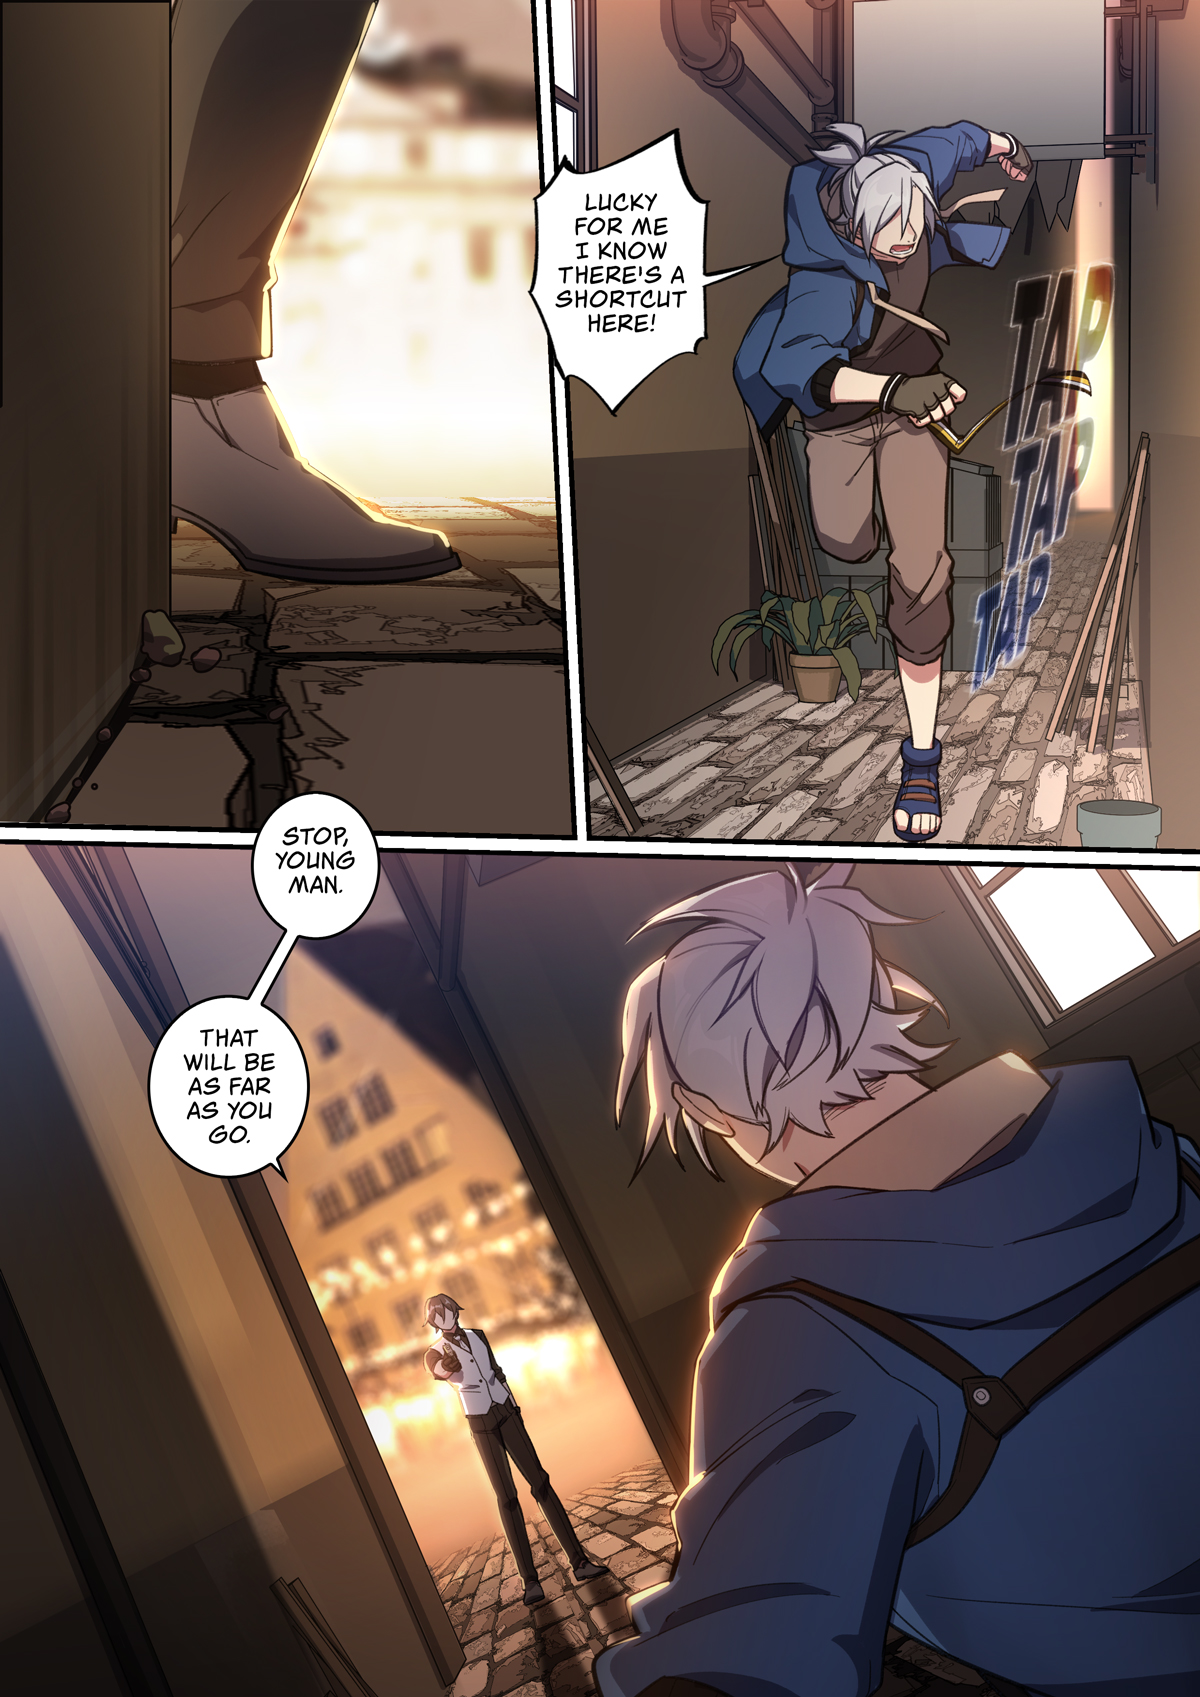 LUCKY
FOR ME
I KNOW
THERE'S A
SHORTCUT
HERE!
TAP
TAP
TAP
STOP,
YOUNG
MAN.
THAT
WILL BE
AS FAR
AS YOU
GO.